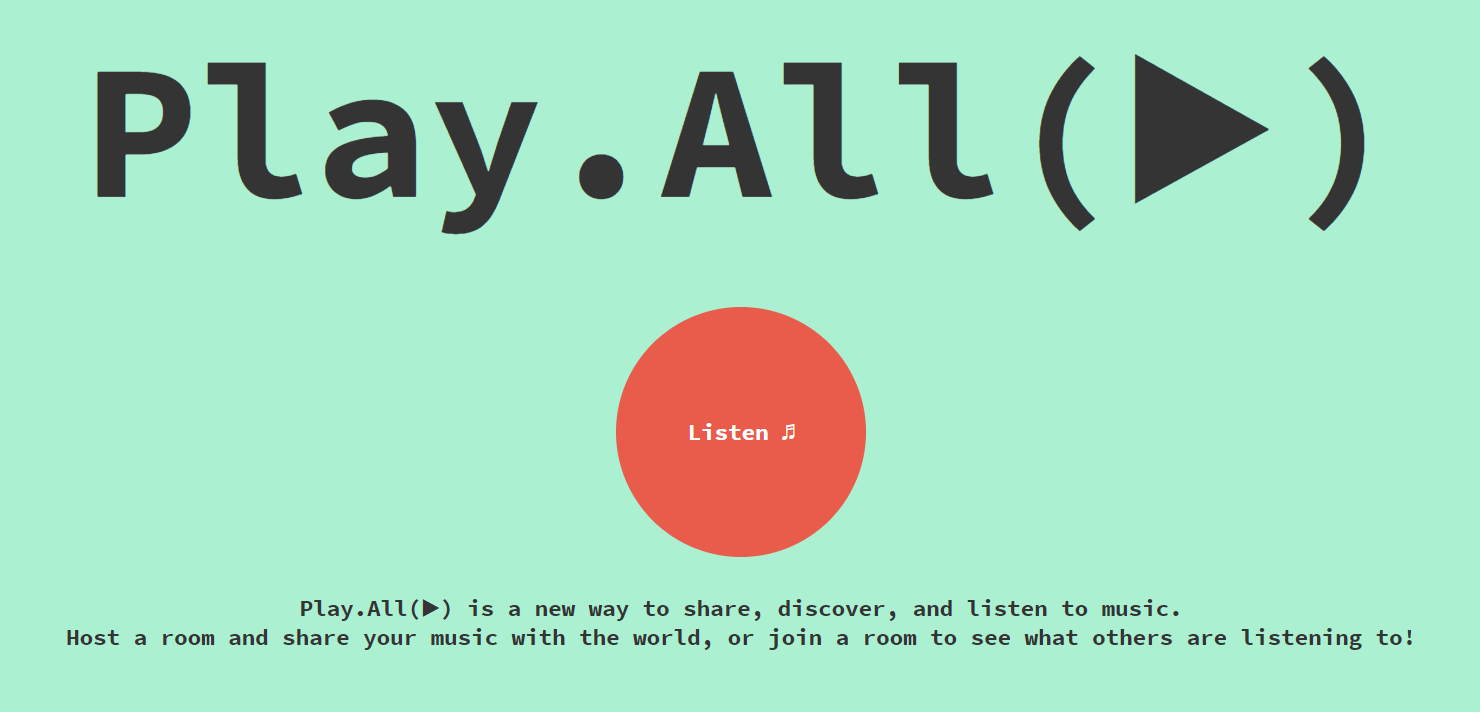 Play.All(▶)
Listen ♬
Play.All(▶) is a new way to share, discover, and listen to music.
Host a room and share your music with the world, or join a room to see what others are listening to!